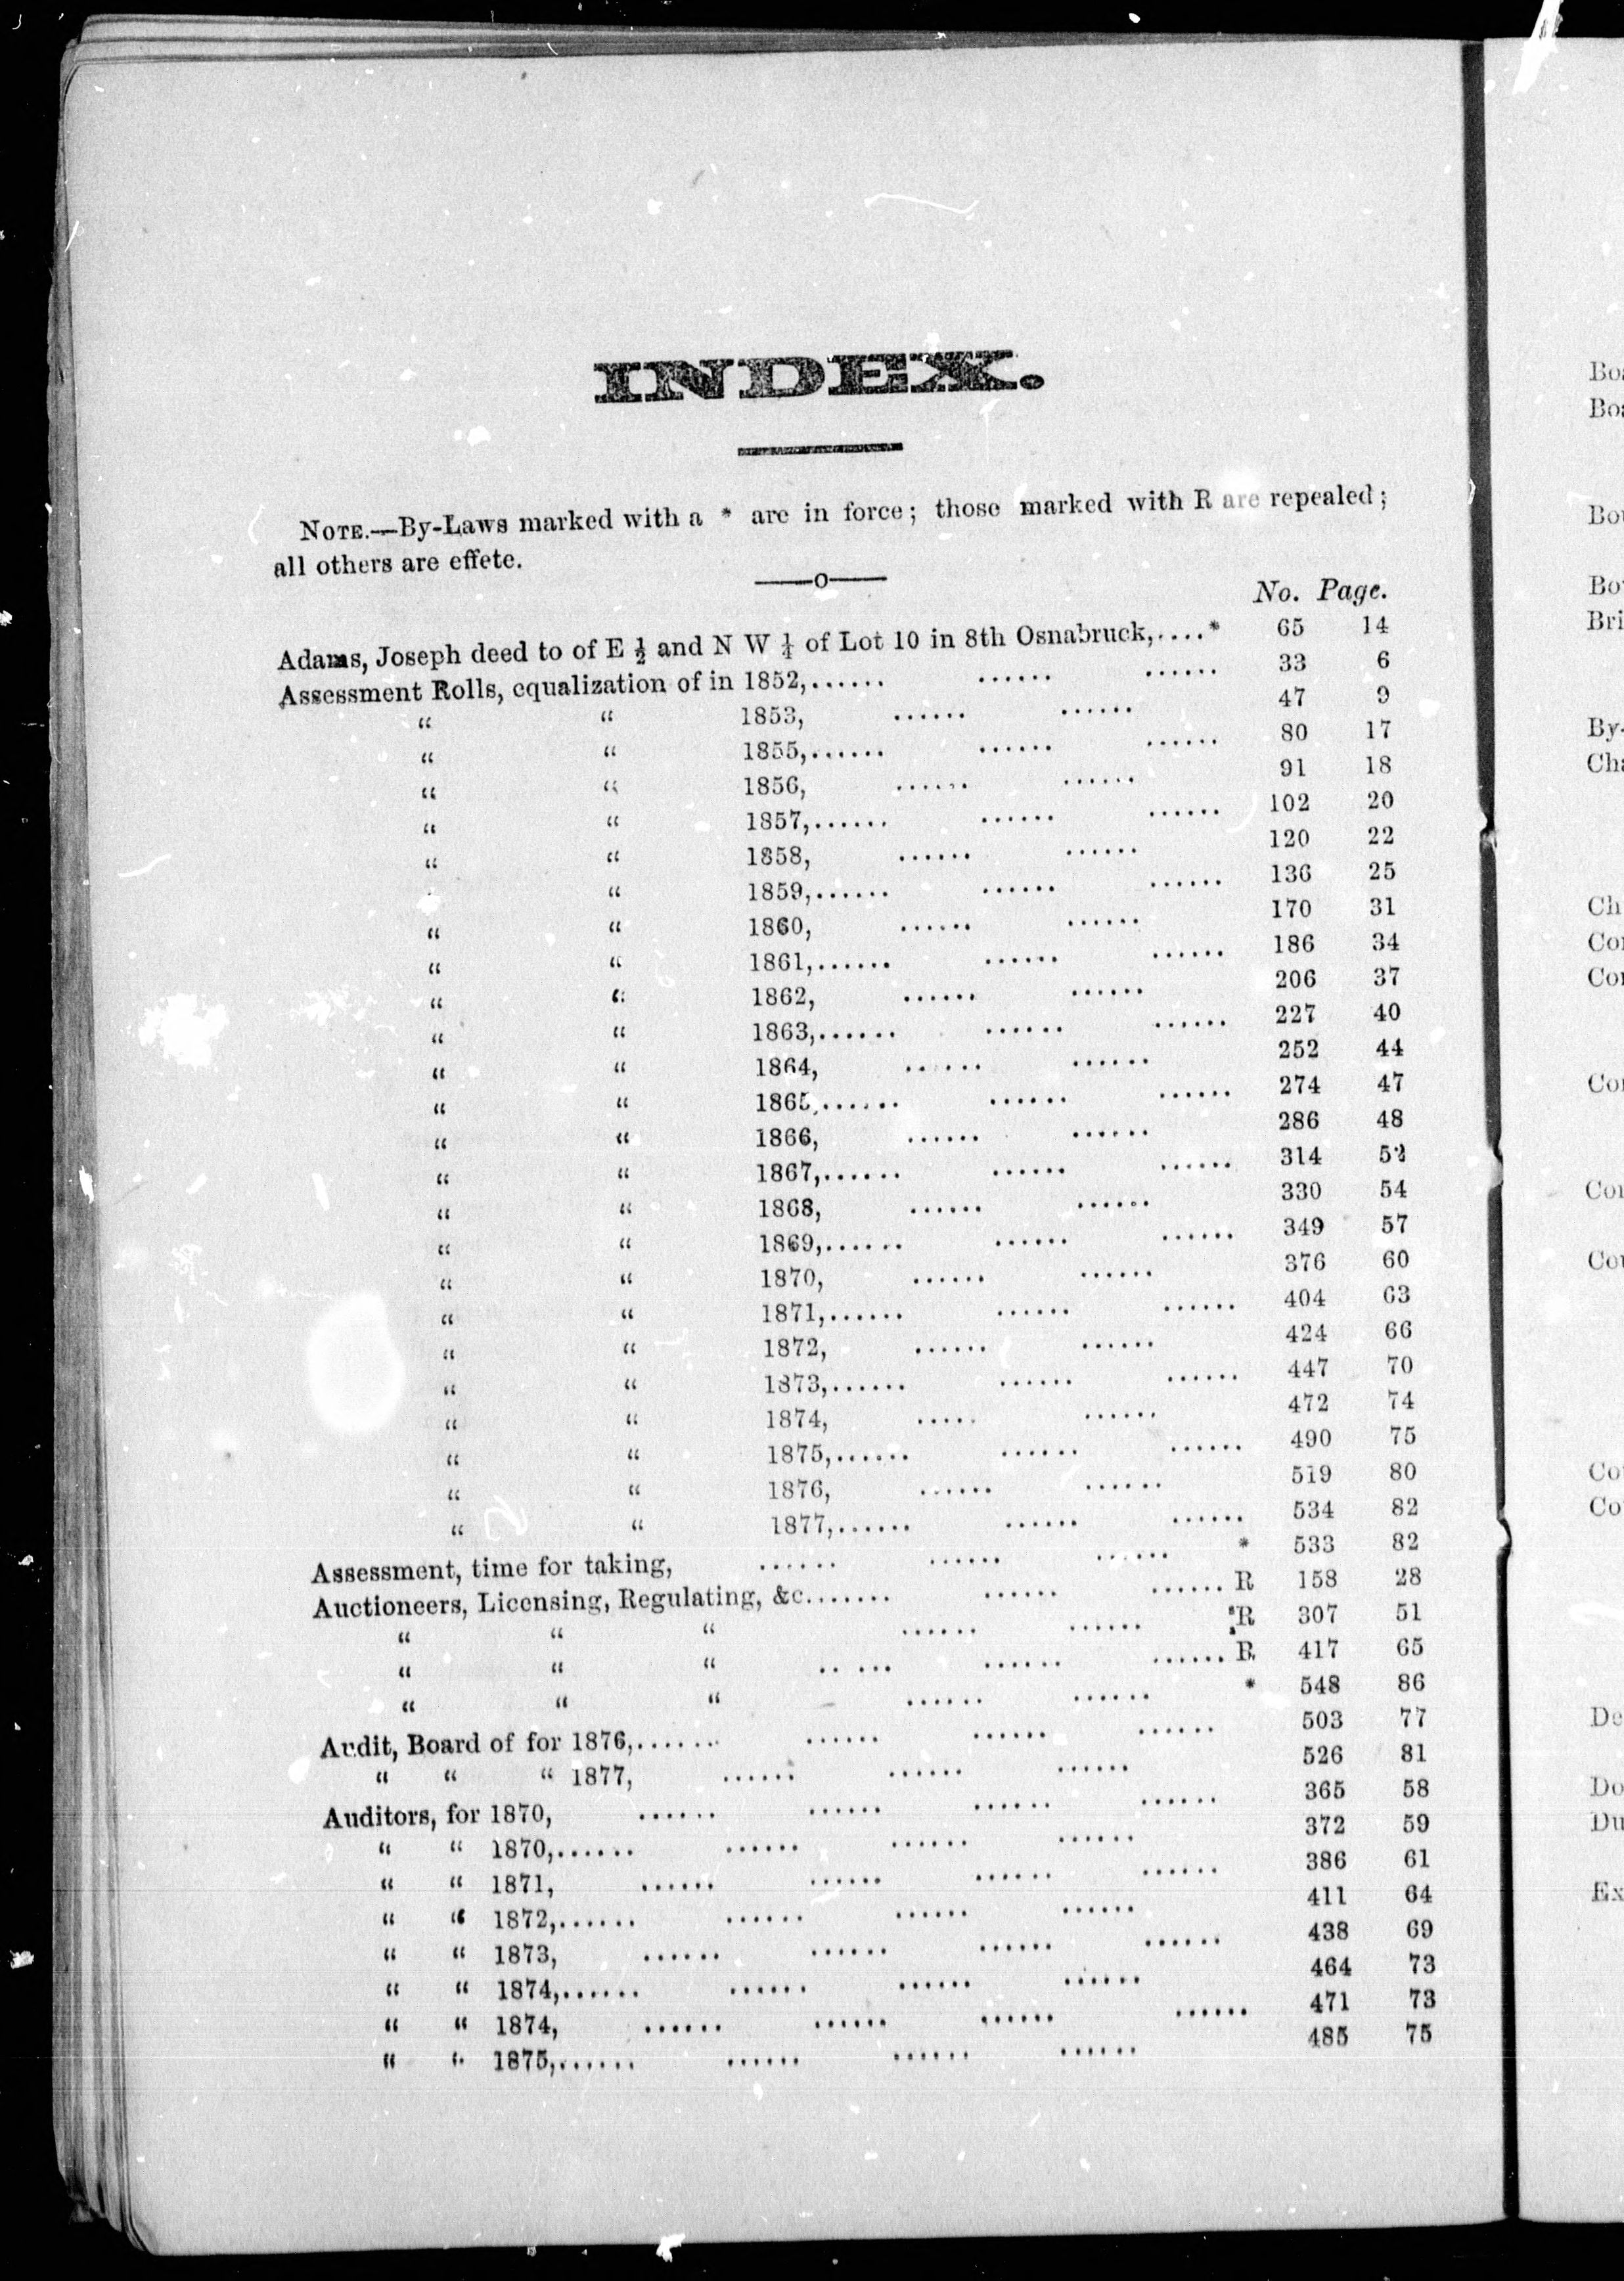 INDEX.
NOTE.—By-Laws marked with a * are in force; those marked with R are repealed;
all others are effete.
——o——
No. Page.
Adams, Joseph deed to of E ½ and N W ¼ of Lot 10 in 8th Osnabruck,....* 65 14
Assessment Rolls, equalization of in 1852,...... ...... ...... 33 6
“ “ 1853, ...... ...... 47 9
“ “ 1855,...... ...... ...... 80 17
“ “ 1856, ...... ...... 91 18
“ “ 1857,...... ...... ...... 102 20
“ “ 1858, ...... ...... 120 22
“ 1859,...... ...... ...... 136 25
“ “ 1860, ...... ...... 170 31
“ “ 1861,...... ...... ...... 186 34
“ “ 1862, ...... ...... 206 37
“ “ 1863,...... ...... ...... 227 40
“ “ 1864, ...... ...... 252 44
“ “ 1865,...... ...... ...... 274 47
“ “ 1866, ...... ...... 286 48
“ “ 1867,...... ...... ...... 314 52
“ “ 1868, ...... ...... 330 54
“ “ 1869,...... ...... ...... 349 57
“ “ 1870, ...... ...... 376 60
“ “ 1871,...... ...... ...... 404 63
“ “ 1872, ...... ...... 424 66
“ “ 1873,...... ...... ...... 447 70
“ “ 1874, ..... ...... 472 74
“ “ 1875,...... ...... ...... 490 75
“ “ 1876, ...... ...... 519 80
“ “ 1877,...... ...... ...... 534 82
Assessment, time for taking, ...... ...... ...... * 533 82
Auctioneers, Licensing, Regulating, &c....... ...... ...... R 158 28
“ “ “ ...... ...... R 307 51
“ “ “ ..... ...... ...... R 417 65
“ “ “ ...... ...... * 548 86
Audit, Board of for 1876,...... ...... ...... ...... 503 77
“ “ “ 1877, ...... ...... ...... 526 81
Auditors, for 1870, ...... ...... ...... ...... 365 58
“ “ 1870,...... ...... ...... ...... 372 59
“ “ 1871, ...... ...... ...... ...... 386 61
“ “ 1872,...... ...... ...... ...... 411 64
“ “ 1873, ...... ...... ...... ...... 438 69
“ “ 1874,...... ...... ...... ...... 464 73
“ “ 1874, ...... ...... ...... ...... 471 73
“ “ 1875,...... ...... ...... ...... 485 75